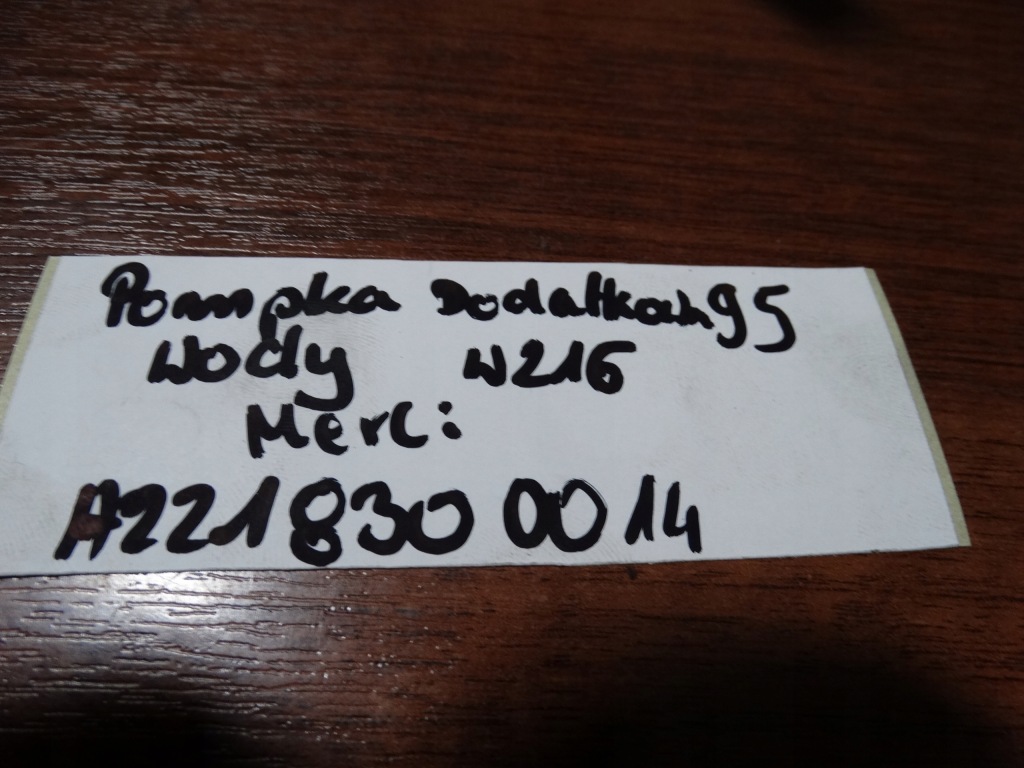 Pompka Dodatkowa 95
Wody W216
Merc:
A221830 0014